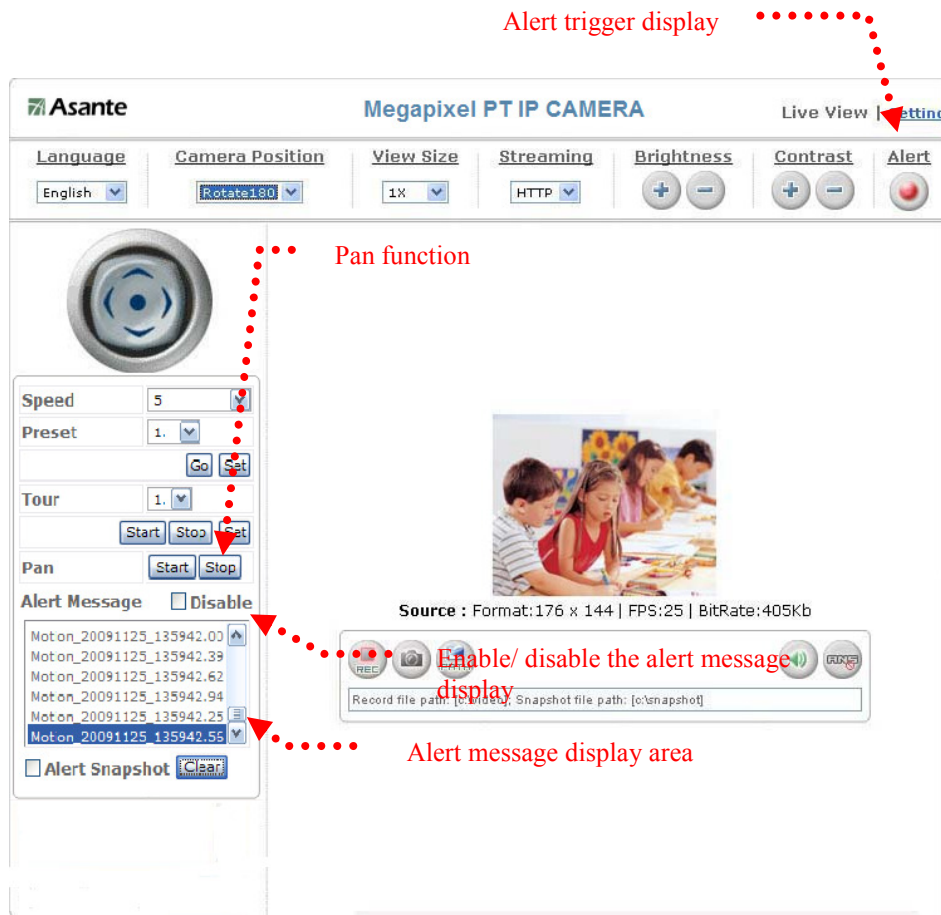 Alert trigger display
Asante
Megapixel PT IP CAMERA
Live View |
Language Camera Position View Size Streaming Brightness Contrast Alert
English Rotate180 1X HTTP + −
+ −
Pan function
Speed 5
Preset 1.
Go Set
Tour 1.
Start Stop Set
Pan Start Stop
Alert Message Disable
Source : Format:176 x 144 | FPS:25 | BitRate:405Kb
Moton_20091125_135942.00
Moton_20091125_135942.39
Moton_20091125_135942.62
Moton_20091125_135942.94
Moton_20091125_135942.25
Moton_20091125_135942.56
REC
Enable/ disable the alert message
display
Record file path: [c:\video], Snapshot file path: [c:\snapshot]
Alert message display area
Alert Snapshot Clear